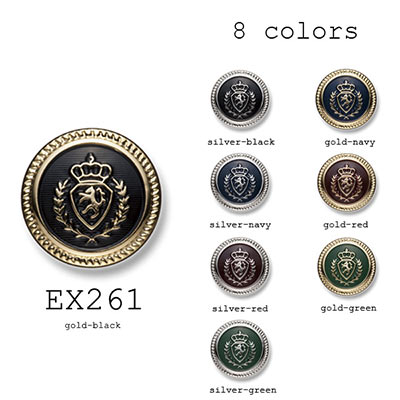 8 colors
silver-black
gold-navy
silver-navy
gold-red
silver-red
gold-green
silver-green
EX261
gold-black